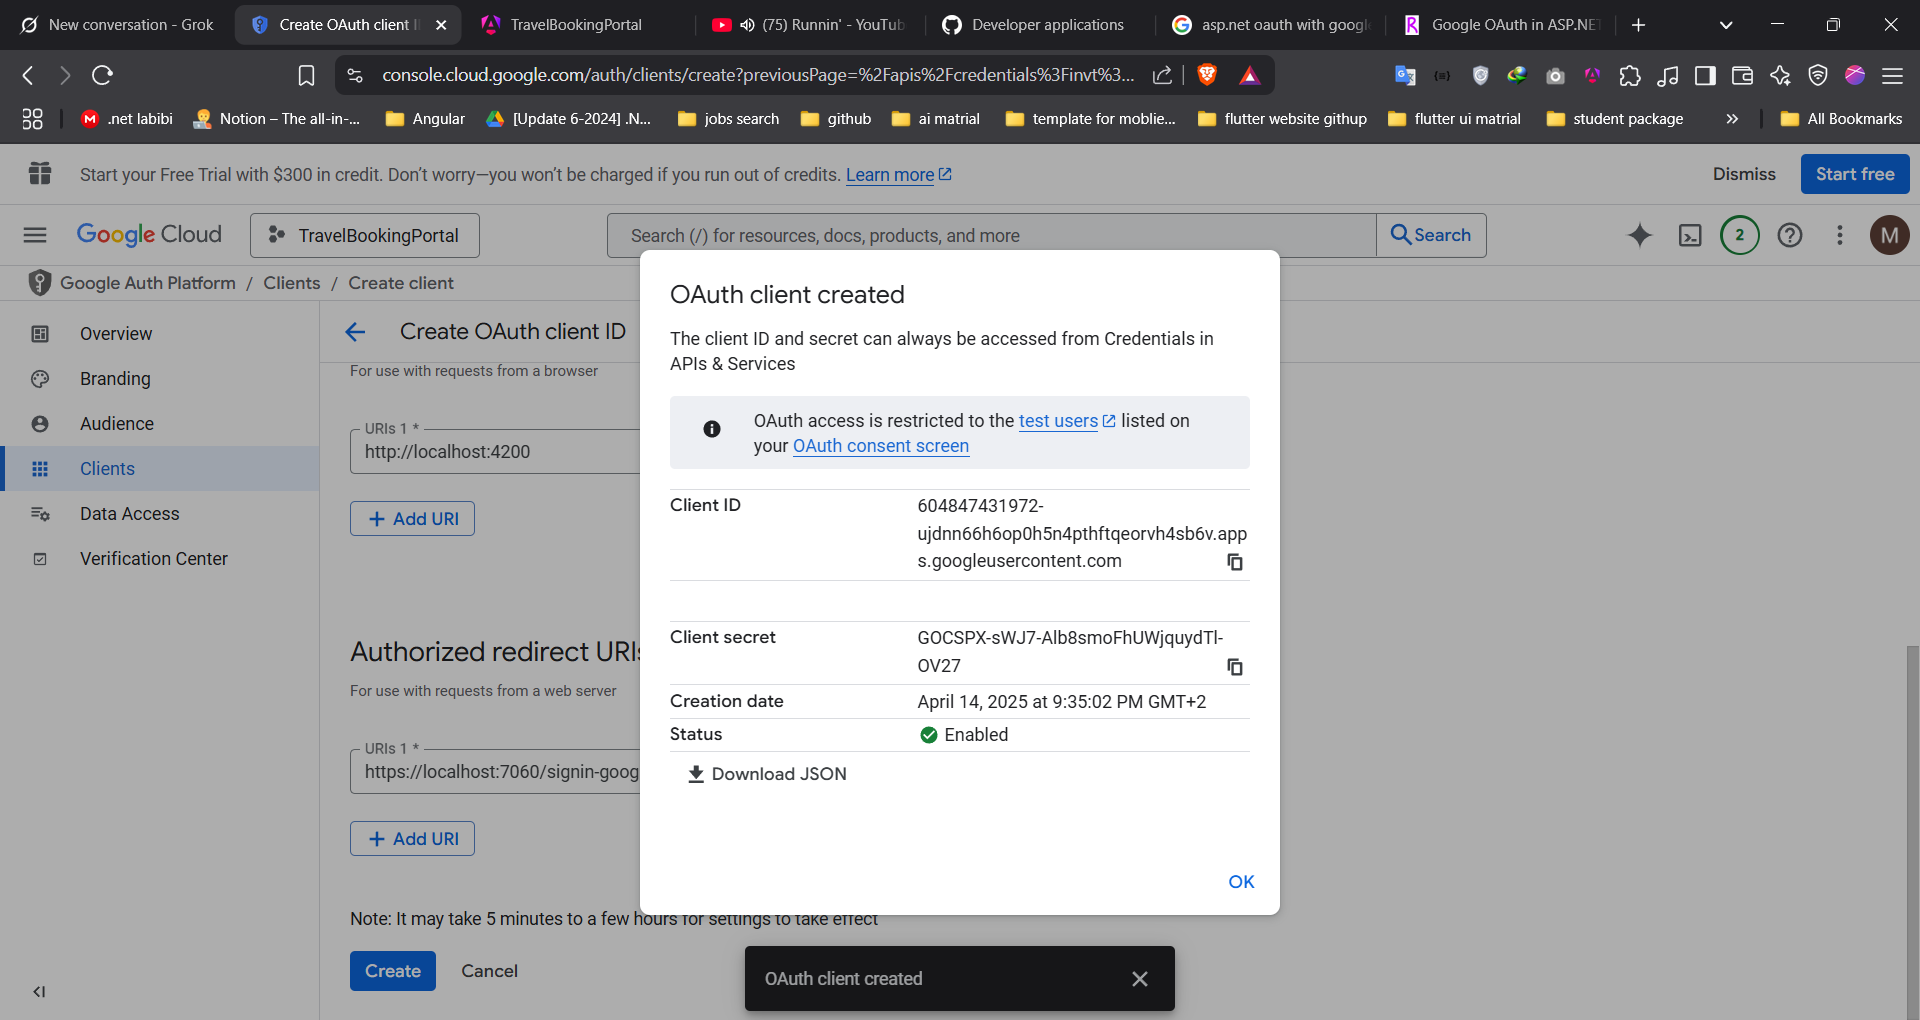 New conversation - Grok
Create OAuth client I
TravelBookingPortal
(75) Runnin' - YouTub
Developer applications
asp.net oauth with googl
Google OAuth in ASP.NET
console.cloud.google.com/auth/clients/create?previousPage=%2Fapis%2Fcredentials%3Finvt%3...
.net labibi
Notion – The all-in-...
Angular
[Update 6-2024] .N...
jobs search
github
ai matrial
template for moblie...
flutter website githup
flutter ui matrial
student package
»
All Bookmarks
Start your Free Trial with $300 in credit. Don’t worry—you won’t be charged if you run out of credits. Learn more
Dismiss
Start free
Google Cloud
TravelBookingPortal
Search (/) for resources, docs, products, and more
Search
2
M
Google Auth Platform / Clients / Create client
Overview
Branding
Audience
Clients
Data Access
Verification Center
Create OAuth client ID
For use with requests from a browser
URIs 1 *
http://localhost:4200
Add URI
Authorized redirect URIs
For use with requests from a web server
URIs 1 *
https://localhost:7060/signin-goog
Add URI
Note: It may take 5 minutes to a few hours for settings to take effect
Create
Cancel
OAuth client created
The client ID and secret can always be accessed from Credentials in
APIs & Services
OAuth access is restricted to the test users listed on
your OAuth consent screen
Client ID
604847431972-
ujdnn66h6op0h5n4pthftqeorvh4sb6v.app
s.googleusercontent.com
Client secret
GOCSPX-sWJ7-Alb8smoFhUWjquydTl-
OV27
Creation date
April 14, 2025 at 9:35:02 PM GMT+2
Status
Enabled
Download JSON
OK
OAuth client created